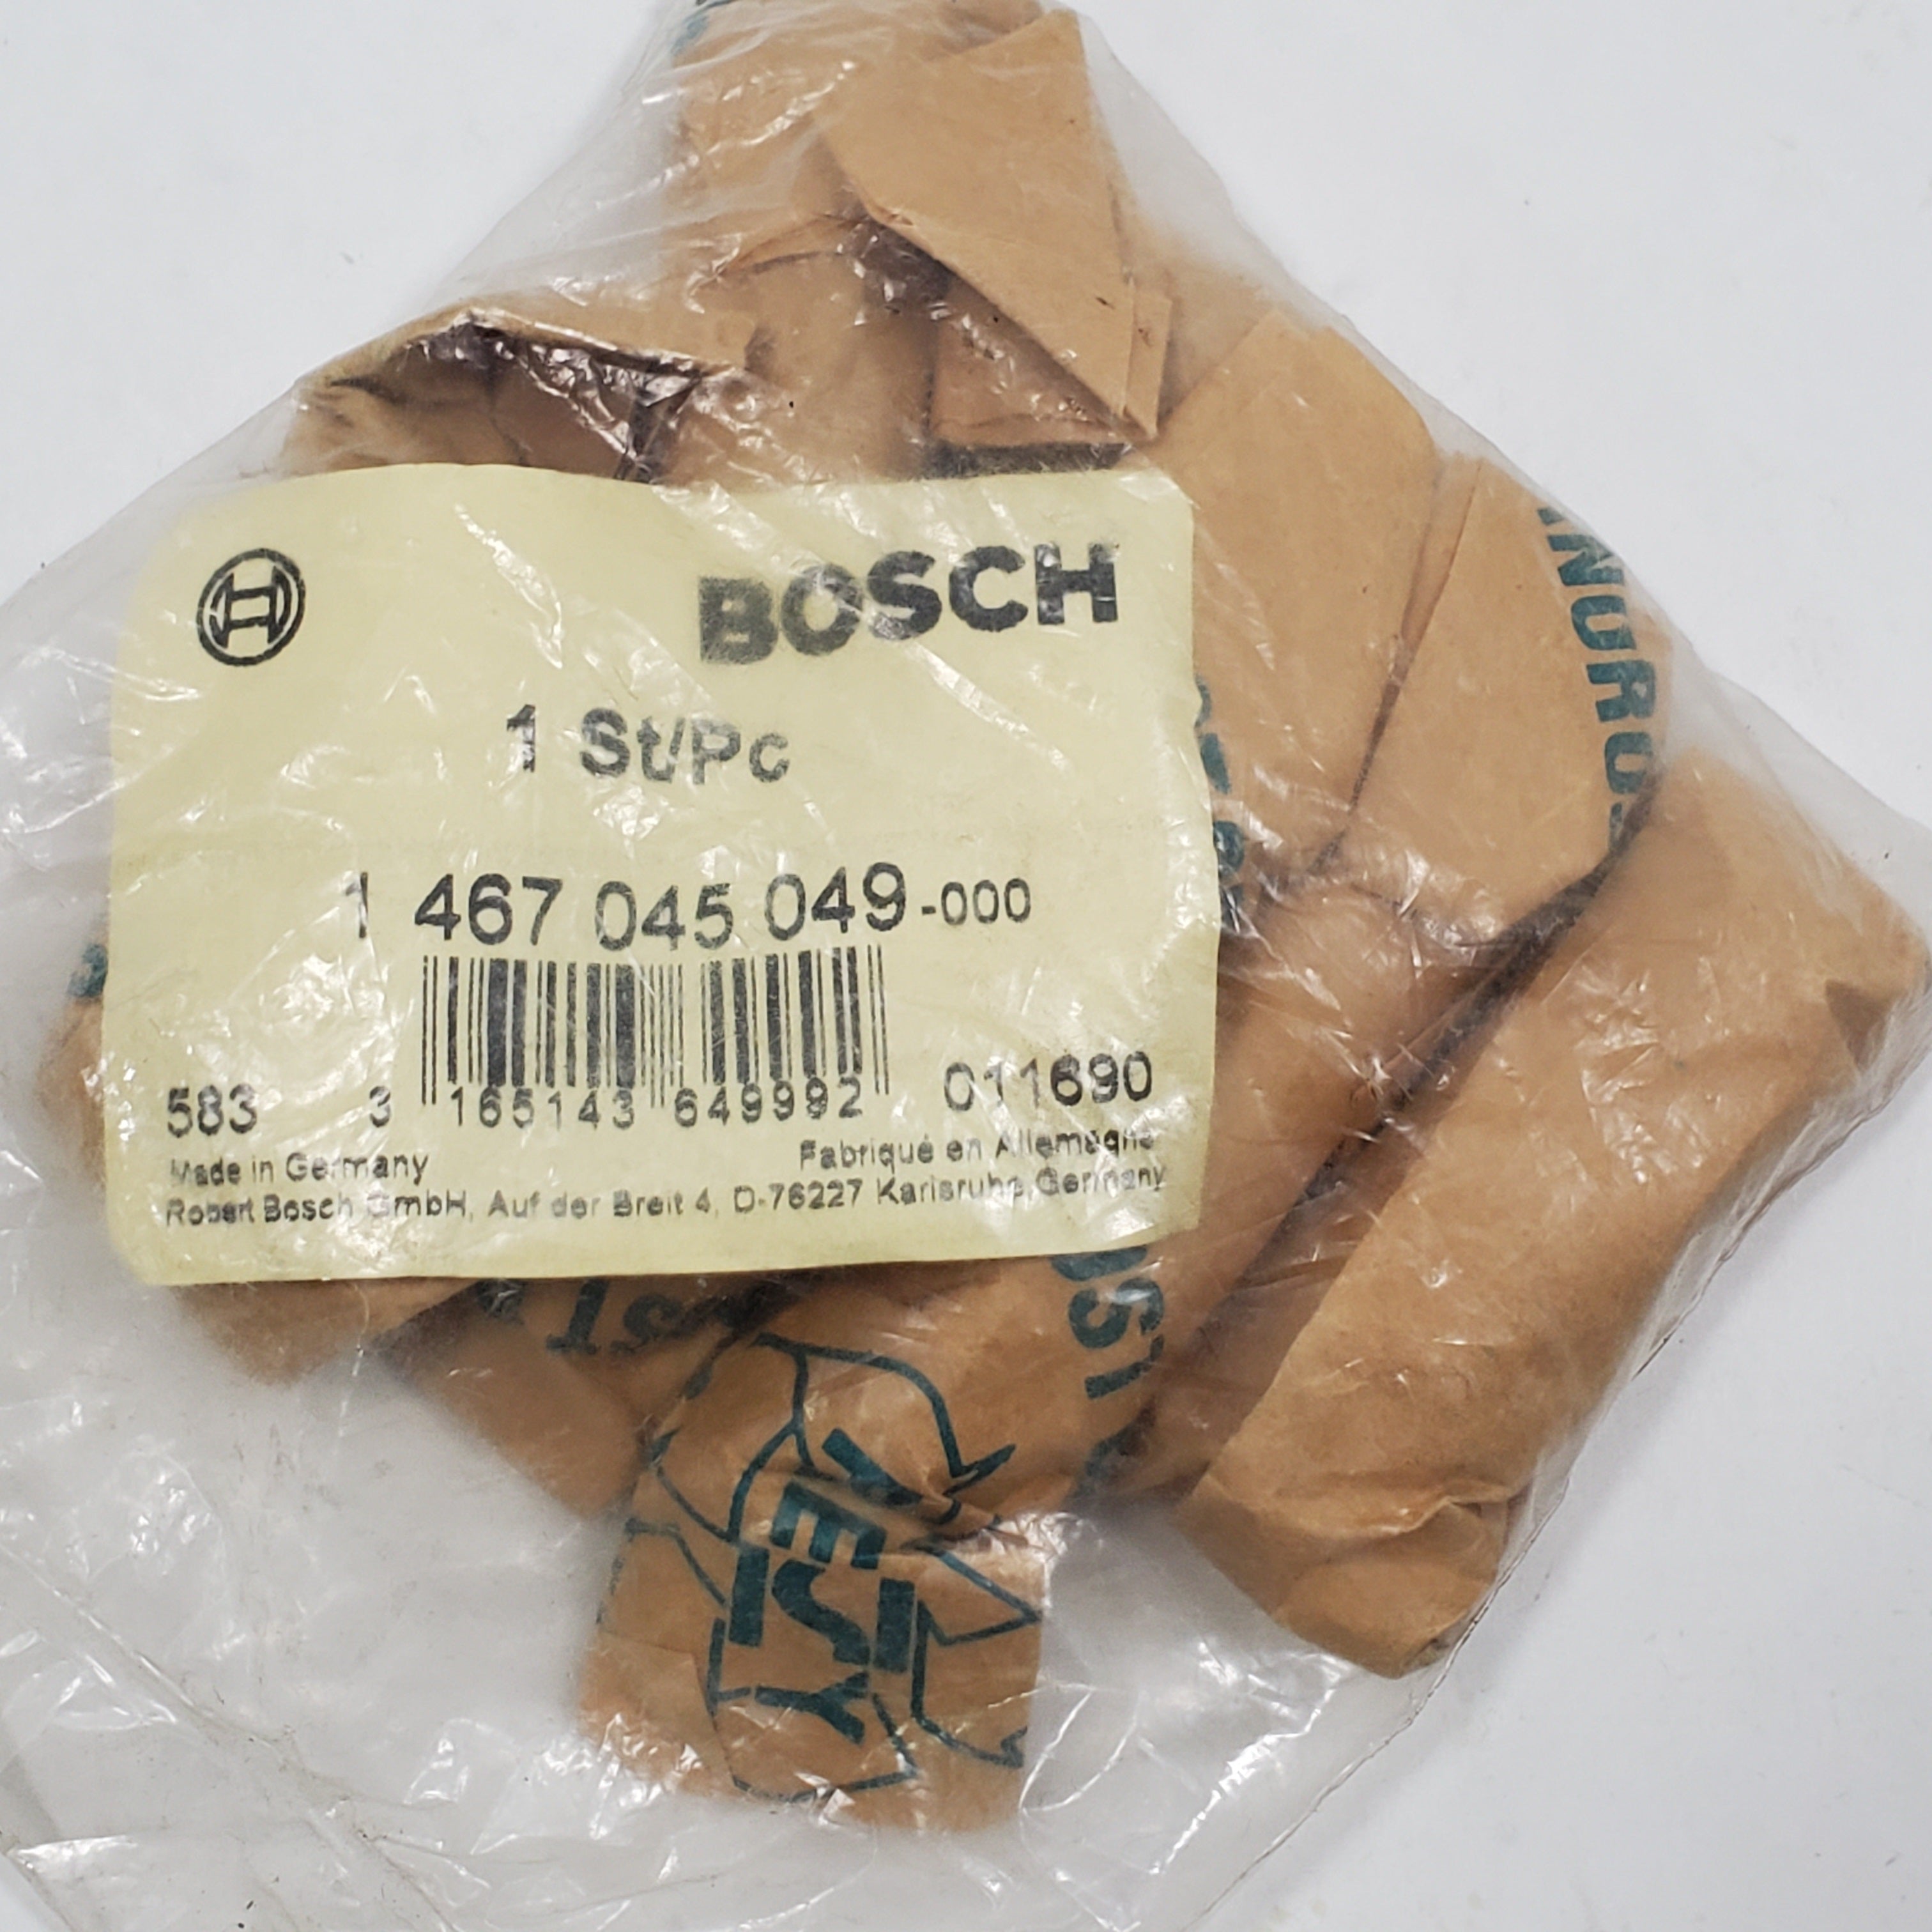 BOSCH
1 St/Pc
1 467 045 049-000
583 3 165143 649992 011690
Made in Germany Fabriqué en Allemagne
Robert Bosch GmbH, Auf der Breit 4, D-76227 Karlsruhe, Germany